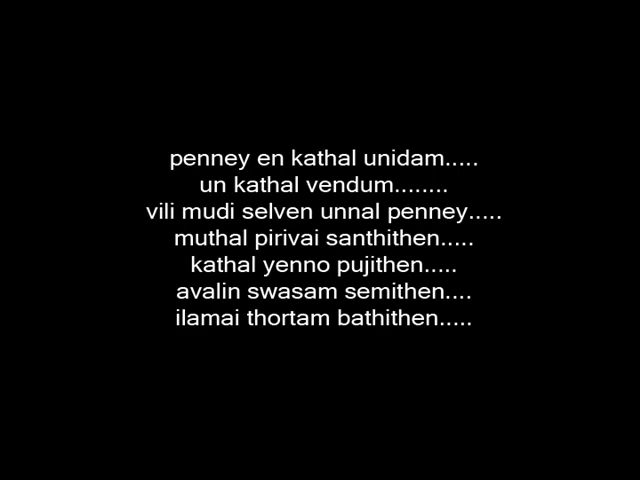 penney en kathal unidam.....
un kathal vendum........
vili mudi selven unnal penney.....
muthal pirivai santhithen.....
kathal yenno pujithen.....
avalin swasam semithen....
ilamai thortam bathithen.....